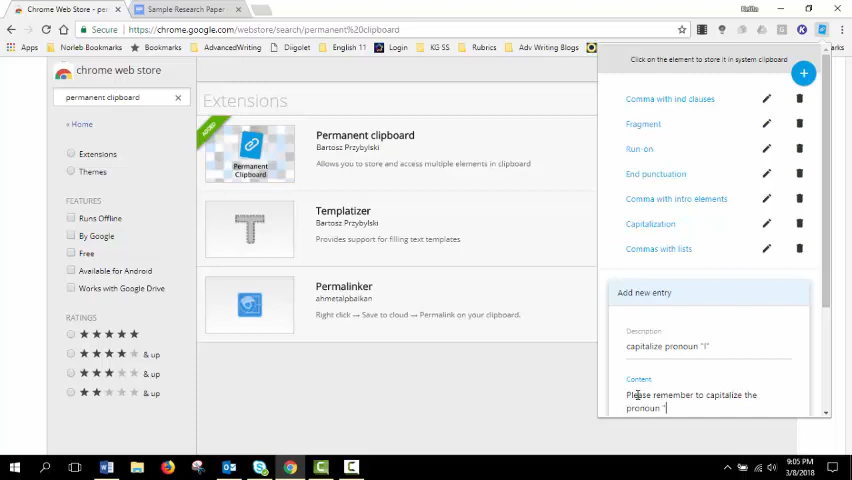 Chrome Web Store - pe
Sample Research Paper
Secure
https://chrome.google.com/webstore/search/permanent%20clipboard
Apps
Norleb Bookmarks
Bookmarks
AdvancedWriting
Diigolet
English 11
KG SS
Login
Rubrics
Adv Writing Blogs
chrome web store
permanent clipboard
« Home
Extensions
Themes
FEATURES
Runs Offline
By Google
Free
Available for Android
Works with Google Drive
RATINGS
& up
& up
& up
Extensions
ADDED
Permanent
Clipboard
Permanent clipboard
Bartosz Przybylski
Allows you to store and access multiple elements in clipboard
T
Templatizer
Bartosz Przybylski
Provides support for filling text templates
Permalinker
ahmetalpbalkan
Right click → Save to cloud → Permalink on your clipboard.
Click on the element to store it in system clipboard
Comma with ind clauses
Fragment
Run-on
End punctuation
Comma with intro elements
Capitalization
Commas with lists
Add new entry
Description
capitalize pronoun "I"
Content
Please remember to capitalize the
pronoun "
9:05 PM
3/8/2018